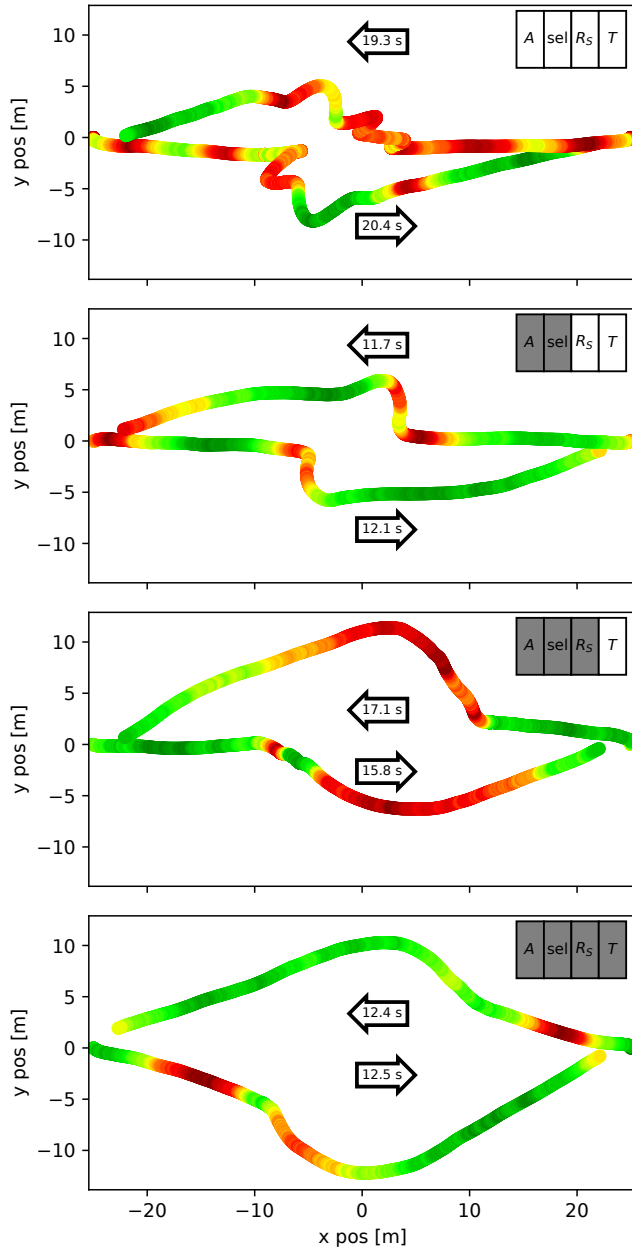 10
5
0
−5
−10
y pos [m]
19.3 s
20.4 s
A sel R_S T
10
5
0
−5
−10
y pos [m]
11.7 s
12.1 s
A sel R_S T
10
5
0
−5
−10
y pos [m]
17.1 s
15.8 s
A sel R_S T
10
5
0
−5
−10
y pos [m]
12.4 s
12.5 s
A sel R_S T
−20 −10 0 10 20
x pos [m]